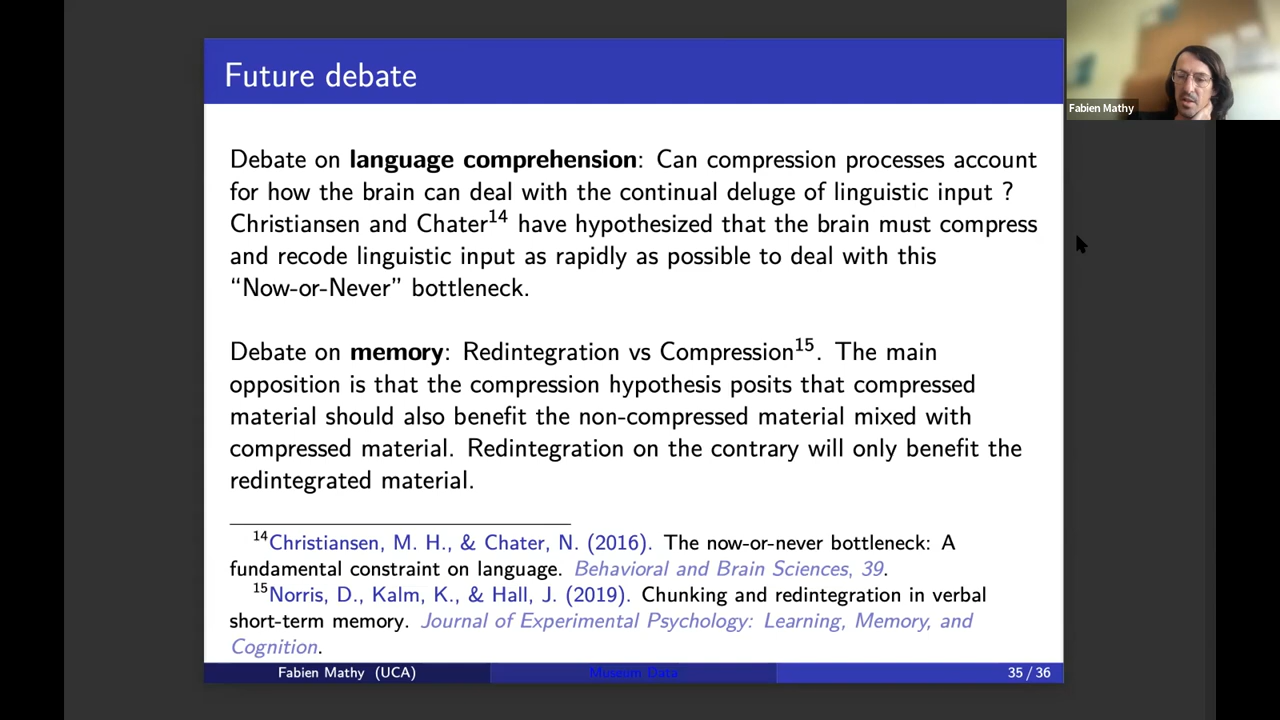 Future debate
Fabien Mathy
Debate on language comprehension: Can compression processes account
for how the brain can deal with the continual deluge of linguistic input ?
Christiansen and Chater14 have hypothesized that the brain must compress
and recode linguistic input as rapidly as possible to deal with this
“Now-or-Never” bottleneck.
Debate on memory: Redintegration vs Compression15. The main
opposition is that the compression hypothesis posits that compressed
material should also benefit the non-compressed material mixed with
compressed material. Redintegration on the contrary will only benefit the
redintegrated material.
14Christiansen, M. H., & Chater, N. (2016). The now-or-never bottleneck: A
fundamental constraint on language. Behavioral and Brain Sciences, 39.
15Norris, D., Kalm, K., & Hall, J. (2019). Chunking and redintegration in verbal
short-term memory. Journal of Experimental Psychology: Learning, Memory, and
Cognition.
Fabien Mathy (UCA) Museum Data 35 / 36